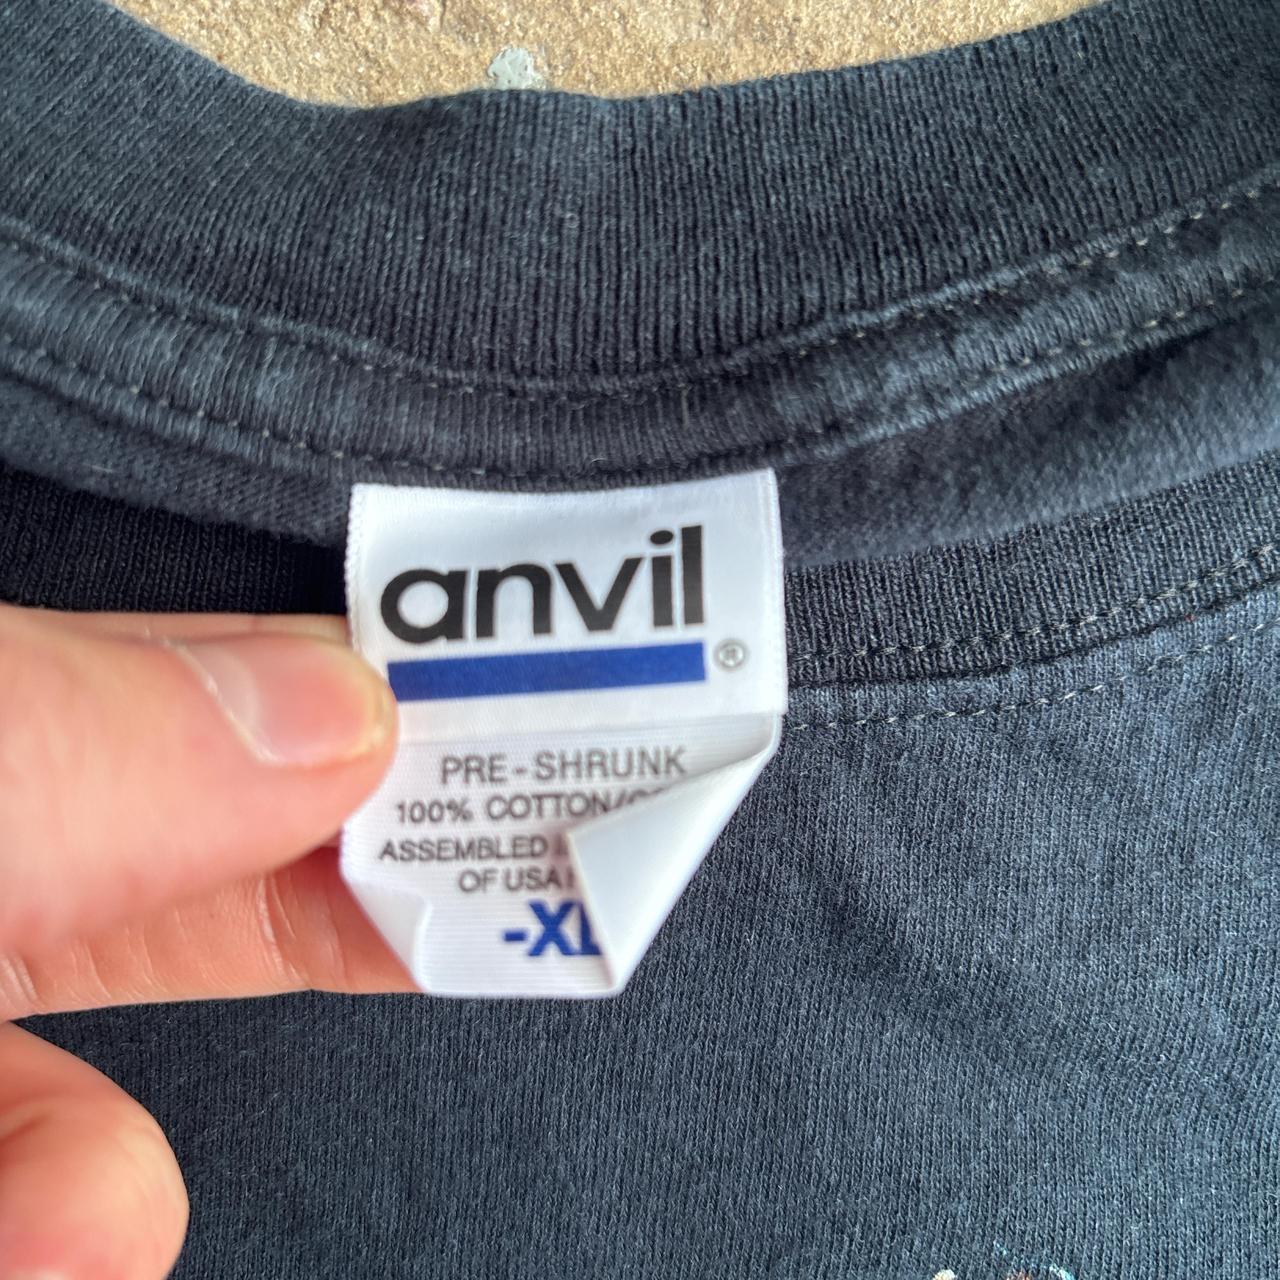 anvil
®
PRE-SHRUNK
100% COTTON/
ASSEMBLED
OF USA
-XL